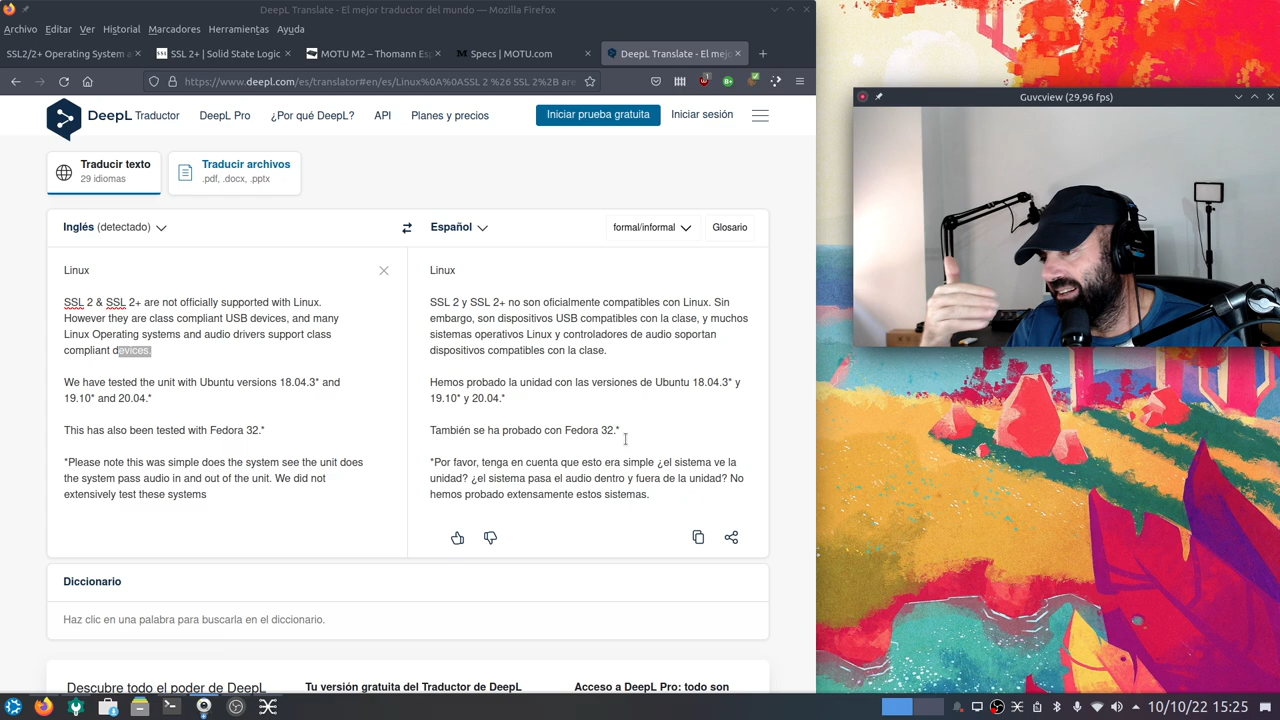 DeepL Translate - El mejor traductor del mundo — Mozilla Firefox
Archivo Editar Ver Historial Marcadores Herramientas Ayuda
SSL2/2+ Operating System a
SSL 2+ | Solid State Logic
MOTU M2 – Thomann Es
Specs | MOTU.com
DeepL Translate - El mejo
https://www.deepl.com/es/translator#en/es/Linux%0A%0ASSL 2 %26 SSL 2%2B are
DeepL Traductor
DeepL Pro
¿Por qué DeepL?
API
Planes y precios
Iniciar prueba gratuita
Iniciar sesión
Traducir texto
29 idiomas
Traducir archivos
.pdf, .docx, .pptx
Inglés (detectado)
Español
formal/informal
Glosario
Linux
SSL 2 & SSL 2+ are not officially supported with Linux.
However they are class compliant USB devices, and many
Linux Operating systems and audio drivers support class
compliant devices.
We have tested the unit with Ubuntu versions 18.04.3* and
19.10* and 20.04.*
This has also been tested with Fedora 32.*
*Please note this was simple does the system see the unit does
the system pass audio in and out of the unit. We did not
extensively test these systems
Linux
SSL 2 y SSL 2+ no son oficialmente compatibles con Linux. Sin
embargo, son dispositivos USB compatibles con la clase, y muchos
sistemas operativos Linux y controladores de audio soportan
dispositivos compatibles con la clase.
Hemos probado la unidad con las versiones de Ubuntu 18.04.3* y
19.10* y 20.04.*
También se ha probado con Fedora 32.*
*Por favor, tenga en cuenta que esto era simple ¿el sistema ve la
unidad? ¿el sistema pasa el audio dentro y fuera de la unidad? No
hemos probado extensamente estos sistemas.
Diccionario
Haz clic en una palabra para buscarla en el diccionario.
Descubre todo el poder de DeepL
Tu versión gratuita del Traductor de DeepL
Acceso a DeepL Pro: todo son
Guvcview (29,96 fps)
10/10/22 15:25